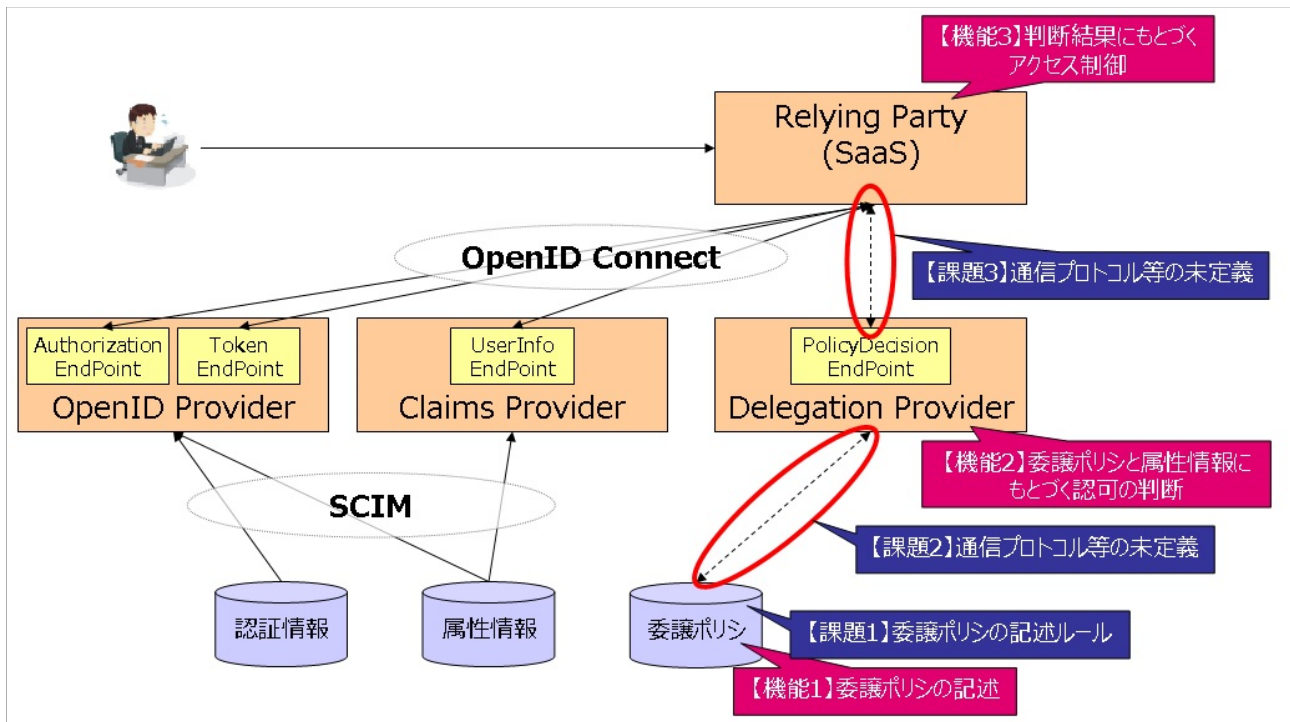 【機能3】判断結果にもとづく
アクセス制御
Relying Party
(SaaS)
OpenID Connect
【課題3】通信プロトコル等の未定義
Authorization
EndPoint
Token
EndPoint
OpenID Provider
UserInfo
EndPoint
Claims Provider
PolicyDecision
EndPoint
Delegation Provider
【機能2】委譲ポリシと属性情報に
もとづく認可の判断
SCIM
【課題2】通信プロトコル等の未定義
認証情報
属性情報
委譲ポリシ
【課題1】委譲ポリシの記述ルール
【機能1】委譲ポリシの記述